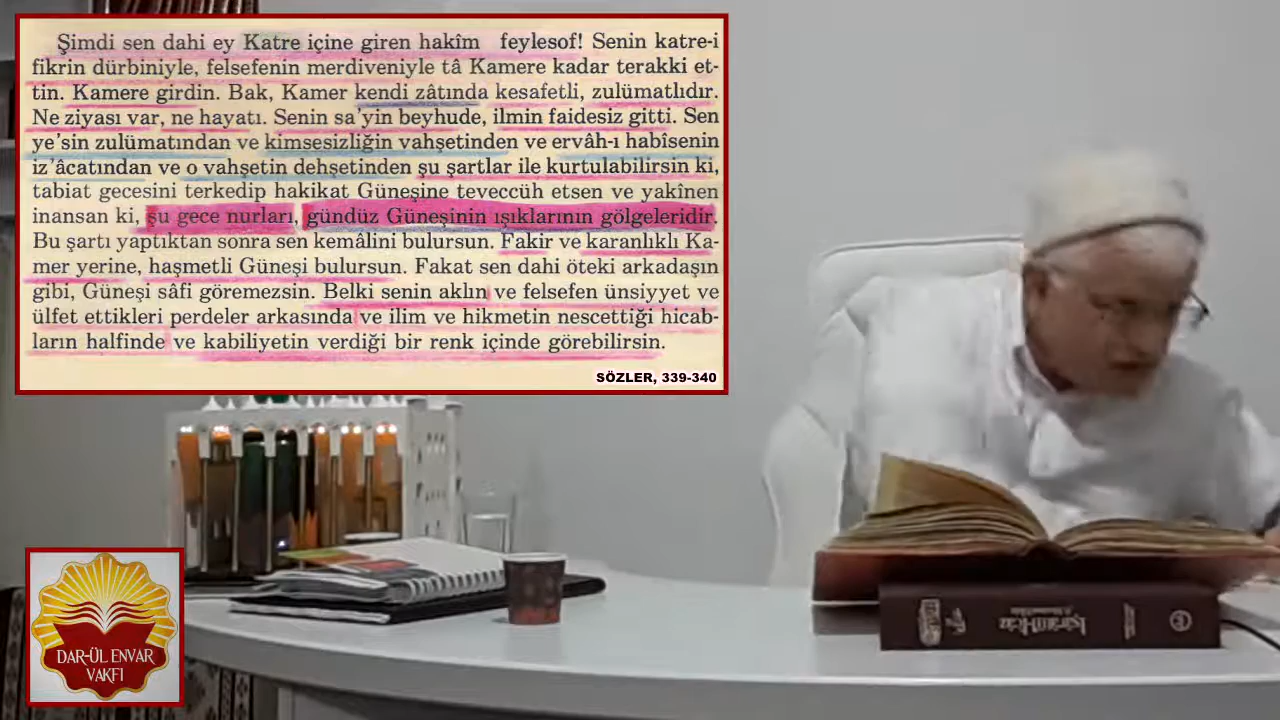 Şimdi sen dahi ey Katre içine giren hakîm feylesof! Senin katre-i
fikrin dürbiniyle, felsefenin merdiveniyle tâ Kamere kadar terakki et-
tin. Kamere girdin. Bak, Kamer kendi zâtında kesafetli, zulümatlıdır.
Ne ziyası var, ne hayatı. Senin sa'yin beyhude, ilmin faidesiz gitti. Sen
ye'sin zulümatından ve kimsesizliğin vahşetinden ve ervâh-ı habîsenin
iz'âcatından ve o vahşetin dehşetinden şu şartlar ile kurtulabilirsin ki,
tabiat gecesini terkedip hakikat Güneşine teveccüh etsen ve yakînen
inansan ki, şu gece nurları, gündüz Güneşinin ışıklarının gölgeleridir.
Bu şartı yaptıktan sonra sen kemâlini bulursun. Fakir ve karanlıklı Ka-
mer yerine, haşmetli Güneşi bulursun. Fakat sen dahi öteki arkadaşın
gibi, Güneşi sâfi göremezsin. Belki senin aklın ve felsefen ünsiyyet ve
ülfet ettikleri perdeler arkasında ve ilim ve hikmetin nescettiği hicab-
ların halfinde ve kabiliyetin verdiği bir renk içinde görebilirsin.
SÖZLER, 339-340
DAR-ÜL ENVAR
VAKFI
İşârâtü'l-İ'câz